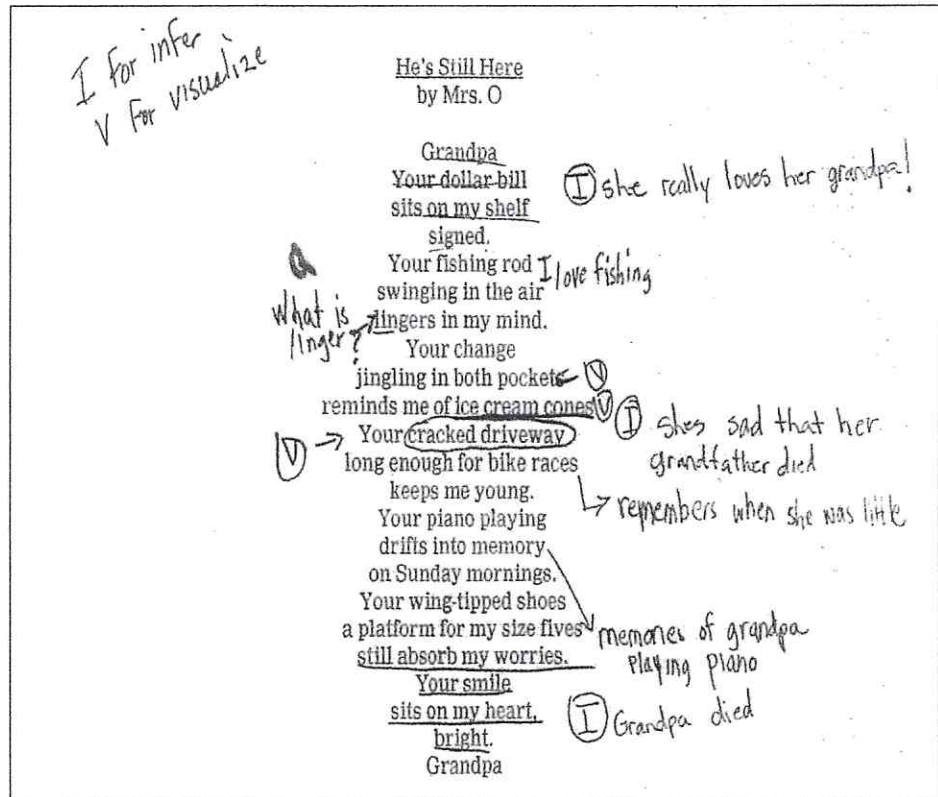 I for infer
V for visualize
He's Still Here
by Mrs. O
Grandpa
Your dollar bill
I she really loves her grandpa!
sits on my shelf
signed.
Your fishing rod I love fishing
swinging in the air
What is
linger?
lingers in my mind.
Your change
jingling in both pockets V
reminds me of ice cream cones V
I shes sad that her
grandfather died
V Your cracked driveway
long enough for bike races
remembers when she was little
keeps me young.
Your piano playing
drifts into memory
on Sunday mornings.
Your wing-tipped shoes
a platform for my size fives
memories of grandpa
playing piano
still absorb my worries.
Your smile
sits on my heart,
I Grandpa died
bright.
Grandpa